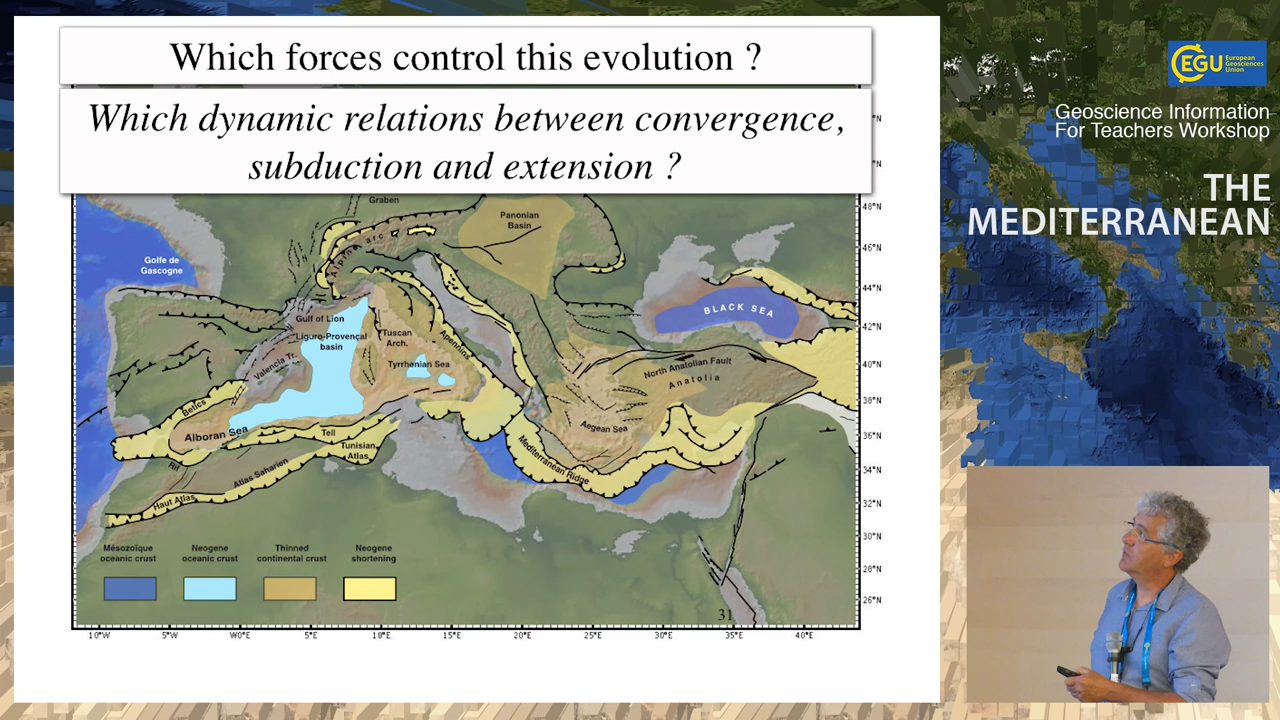 Which forces control this evolution ?
Which dynamic relations between convergence,
subduction and extension ?
EGU European
Geosciences
Union
Geoscience Information
For Teachers Workshop
THE
MEDITERRANEAN
°N
°N
48°N
46°N
44°N
42°N
40°N
38°N
36°N
34°N
32°N
30°N
28°N
26°N
Graben
Panonian
Basin
Golfe de
Gascogne
BLACK SEA
Gulf of Lion
Liguro-Provençal
basin
Tuscan
Arch.
Apennins
Valencia Tr.
Tyrrhenian Sea
North Anatolian Fault
Anatolia
Betics
Alboran Sea
Aegean Sea
Tell
Tunisian
Atlas
Rif
Atlas Saharien
Mediterranean Ridge
Haut Atlas
Mésozoïque
oceanic crust
Neogene
oceanic crust
Thinned
continental crust
Neogene
shortening
31
10°W 5°W W0°E 5°E 10°E 15°E 20°E 25°E 30°E 35°E 40°E